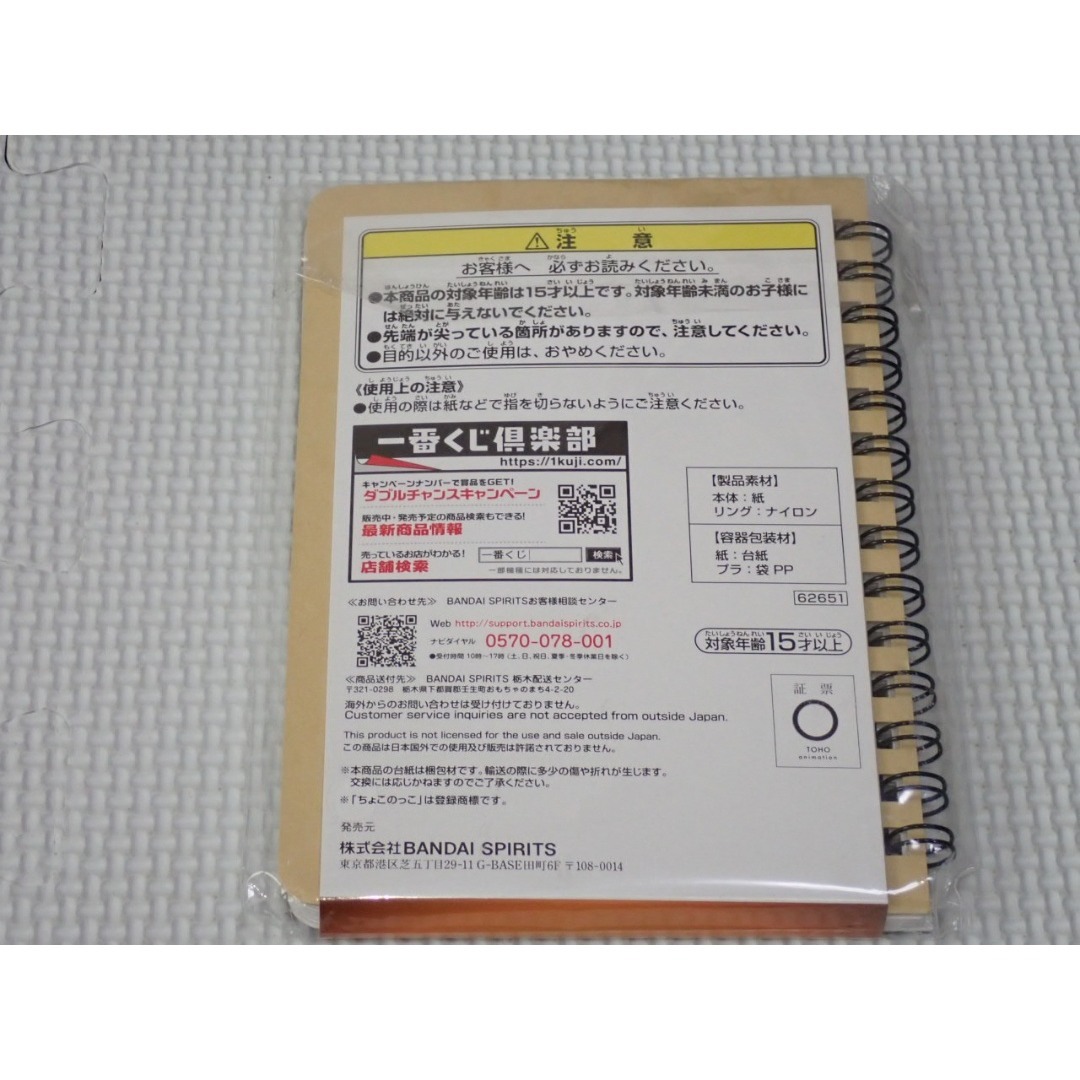 ⚠注意
お客様へ 必ずお読みください。
●本商品の対象年齢は15才以上です。対象年齢未満のお子様に
は絶対に与えないでください。
●先端が尖っている箇所がありますので、注意してください。
●目的以外のご使用は、おやめください。
《使用上の注意》
●使用の際は紙などで指を切らないようにご注意ください。
一番くじ倶楽部
https://1kuji.com/
キャンペーンナンバーで賞品をGET!
ダブルチャンスキャンペーン
販売中・発売予定の商品検索もできる!
最新商品情報
売っているお店がわかる!
店舗検索
一番くじ
検索
一部機種には対応しておりません。
【製品素材】
本体:紙
リング:ナイロン
【容器包装材】
紙:台紙
プラ:袋 PP
62651
≪お問い合わせ先≫ BANDAI SPIRITSお客様相談センター
Web http://support.bandaispirits.co.jp
ナビダイヤル 0570-078-001
●受付時間 10時〜17時(土、日、祝日、夏季・冬季休業日を除く)
対象年齢15才以上
≪商品送付先≫ BANDAI SPIRITS 栃木配送センター
〒321-0298 栃木県下都賀郡壬生町おもちゃのまち4-2-20
海外からのお問い合わせは受け付けておりません。
Customer service inquiries are not accepted from outside Japan.
This product is not licensed for the use and sale outside Japan.
この商品は日本国外での使用及び販売は許諾されておりません。
証票
TOHO
animation
※本商品の台紙は梱包材です。輸送の際に多少の傷や折れが生じます。
交換には応じかねますのでご了承ください。
※「ちょこのっこ」は登録商標です。
発売元
株式会社BANDAI SPIRITS
東京都港区芝五丁目29-11 G-BASE田町6F 〒108-0014